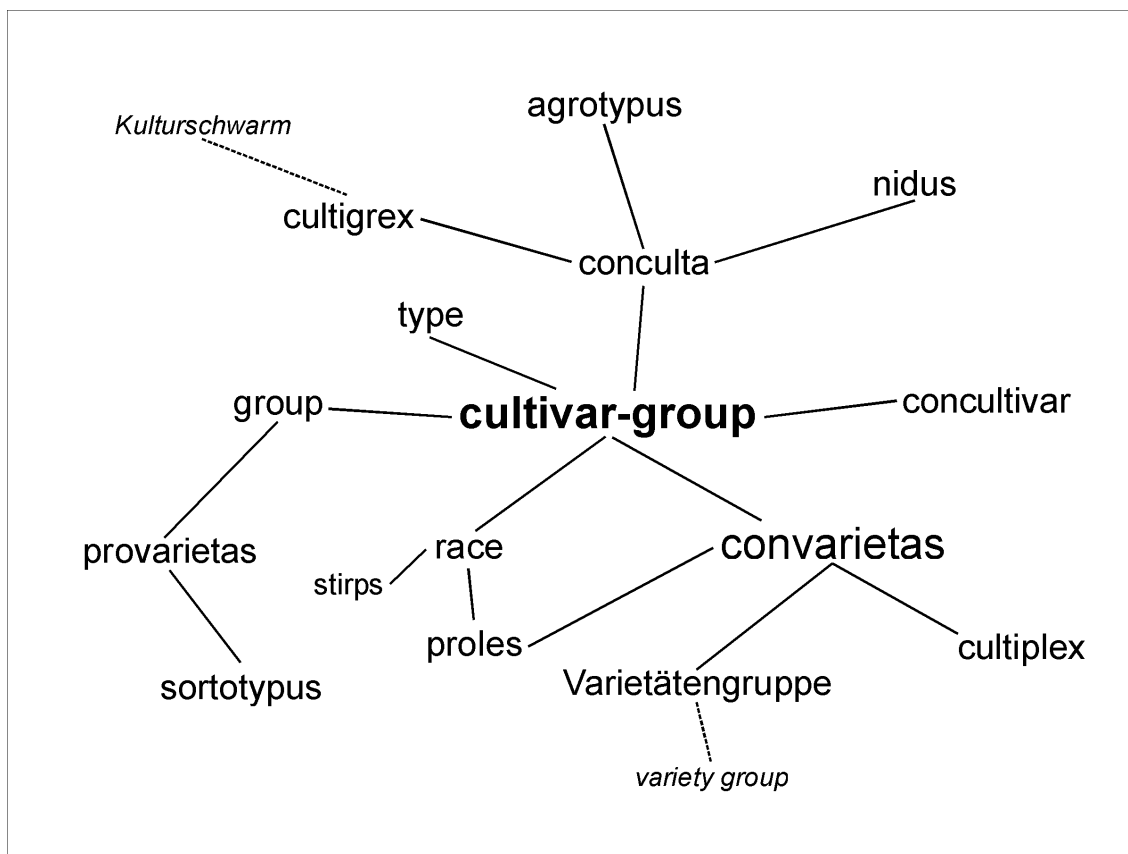 agrotypus
Kulturschwarm
nidus
cultigrex
conculta
type
group
cultivar-group
concultivar
provarietas
race
convarietas
stirps
proles
cultiplex
sortotypus
Varietätengruppe
variety group